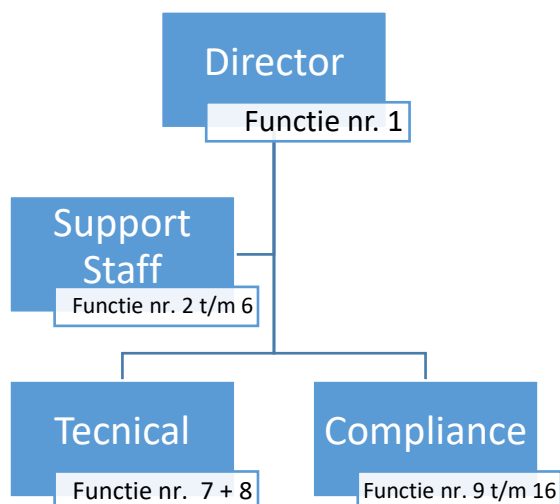 Director
Functie nr. 1
Support
Staff
Functie nr. 2 t/m 6
Tecnical
Functie nr. 7 + 8
Compliance
Functie nr. 9 t/m 16